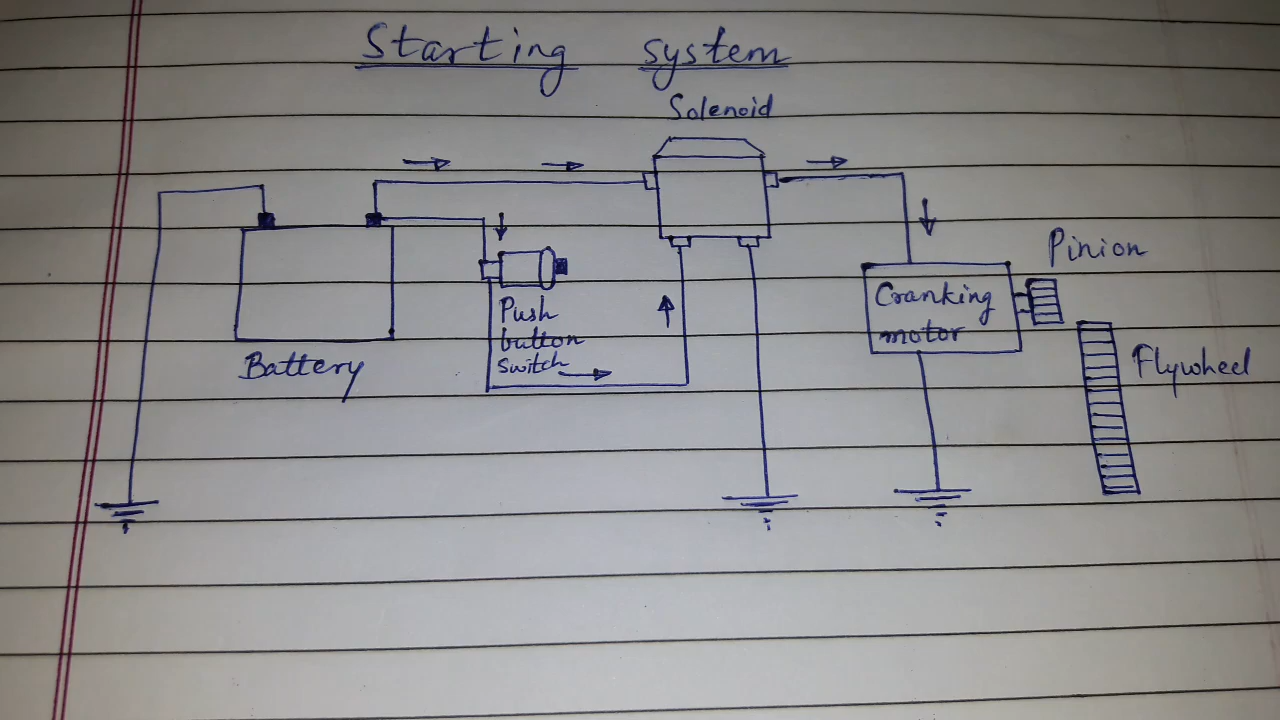 Starting system
Solenoid
Pinion
Cranking
motor
Push
button
switch
Battery
Flywheel